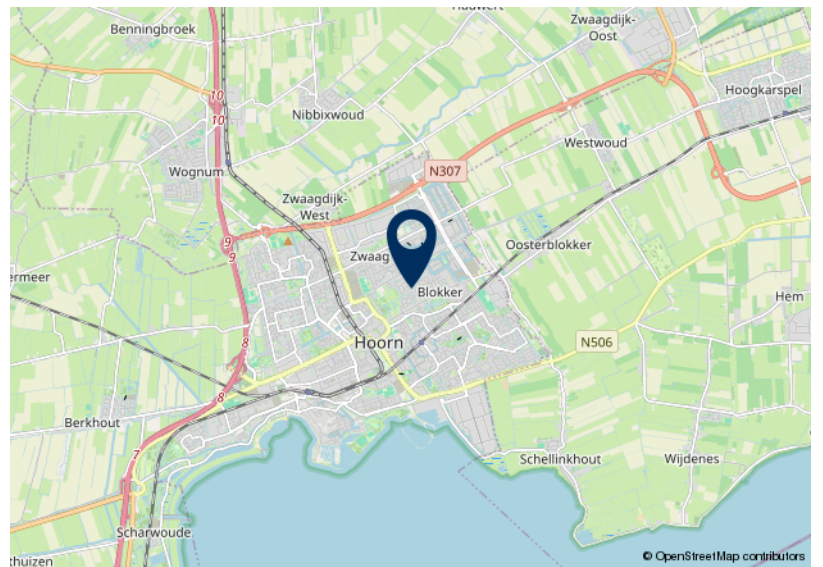 Hauwert
Zwaagdijk-
Oost
Benningbroek
Hoogkarspel
10
10
Nibbixwoud
Westwoud
Wognum
N307
Zwaagdijk-
West
9
9
Zwaag
Oosterblokker
ermeer
Blokker
Hem
8
Hoorn
N506
8
Berkhout
7
Schellinkhout
Wijdenes
Scharwoude
thuizen
© OpenStreetMap contributors